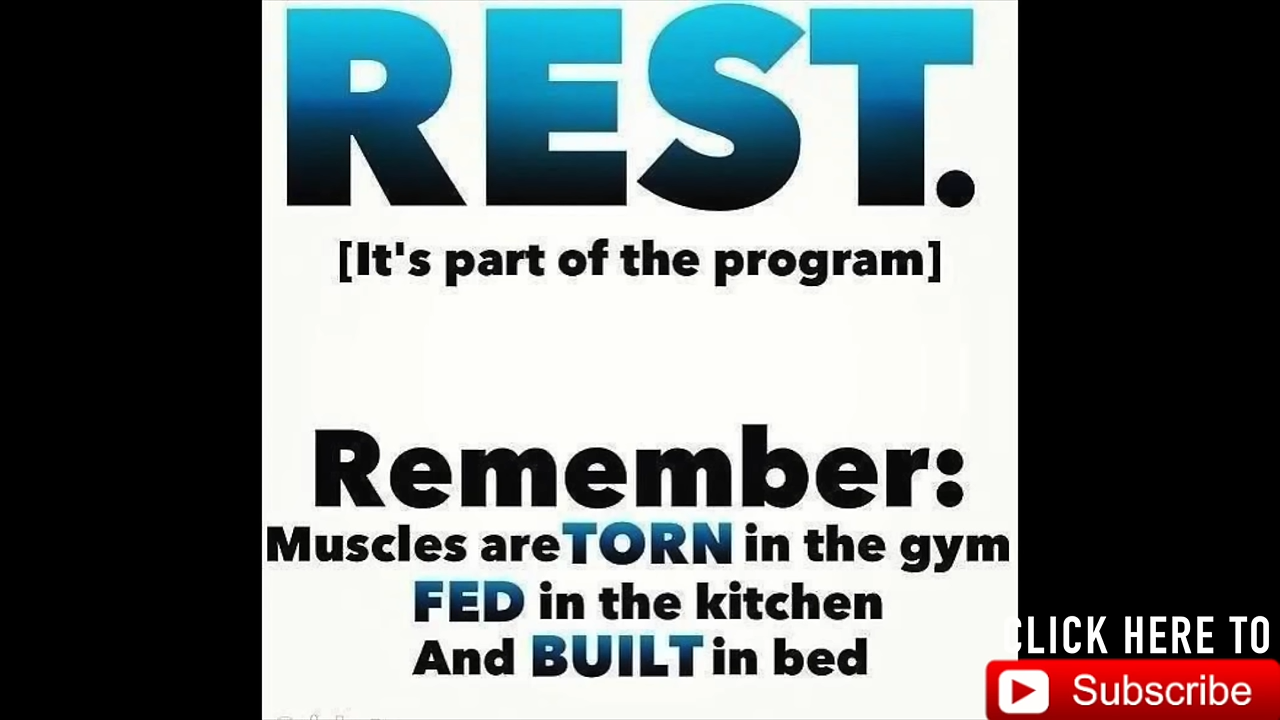 REST.
[It's part of the program]
Remember:
Muscles are TORN in the gym
FED in the kitchen
And BUILT in bed
CLICK HERE TO
Subscribe